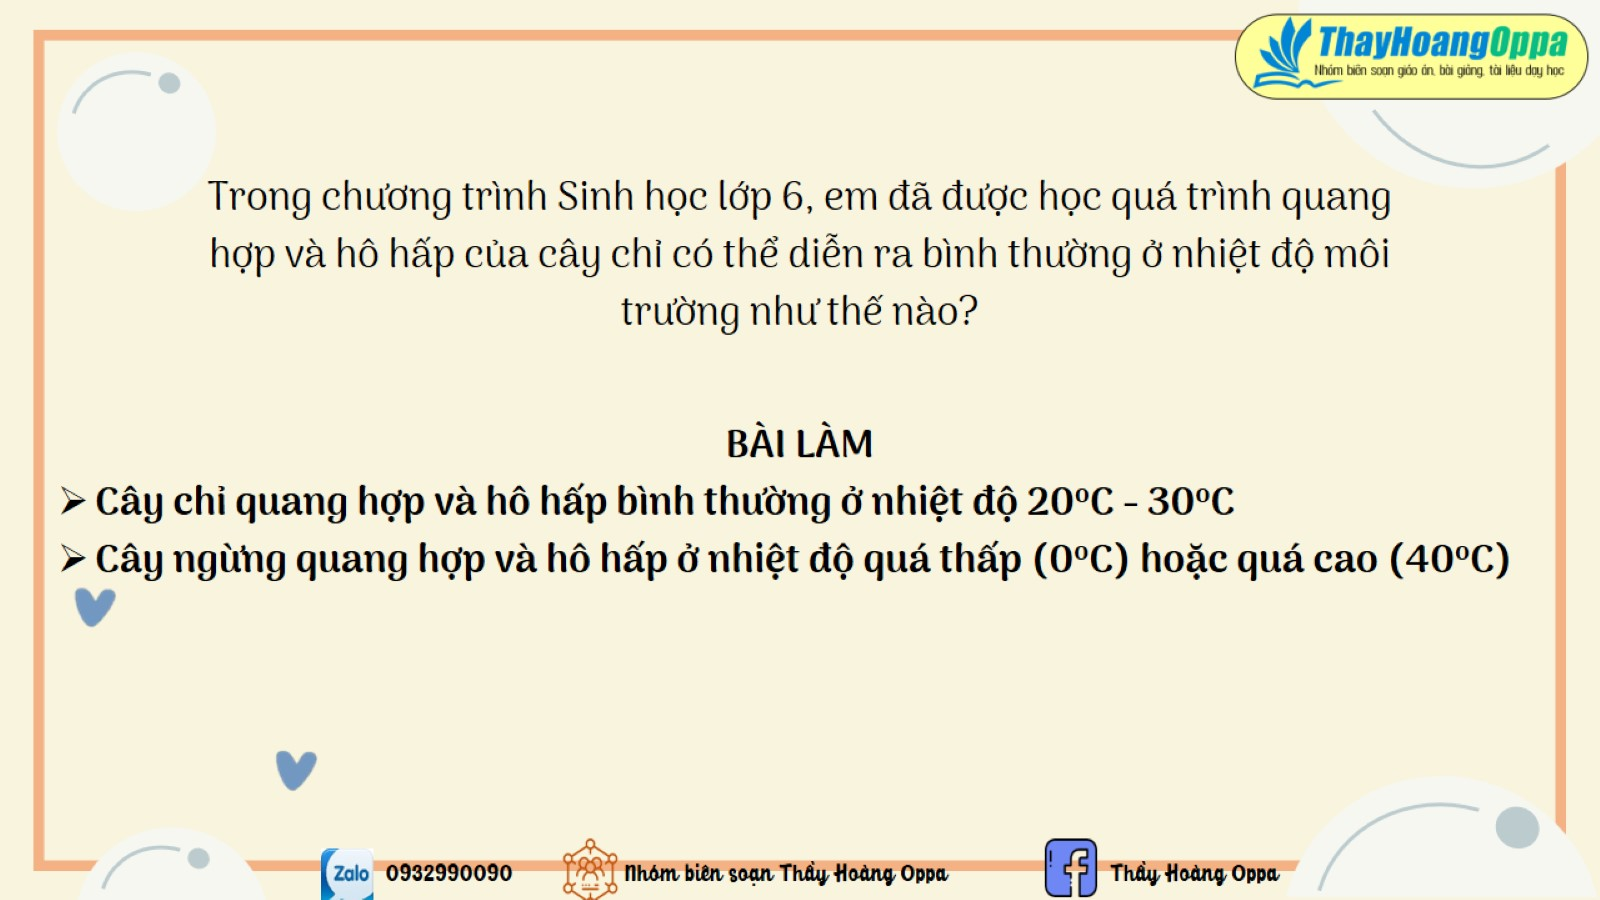 ThayHoangOppa
Nhóm biên soạn giáo án, bài giảng, tài liệu dạy học
Trong chương trình Sinh học lớp 6, em đã được học quá trình quang
hợp và hô hấp của cây chỉ có thể diễn ra bình thường ở nhiệt độ môi
trường như thế nào?
BÀI LÀM
➢ Cây chỉ quang hợp và hô hấp bình thường ở nhiệt độ 20ºC - 30ºC
➢ Cây ngừng quang hợp và hô hấp ở nhiệt độ quá thấp (0ºC) hoặc quá cao (40ºC)
Zalo 0932990090 Nhóm biên soạn Thầy Hoàng Oppa Thầy Hoàng Oppa